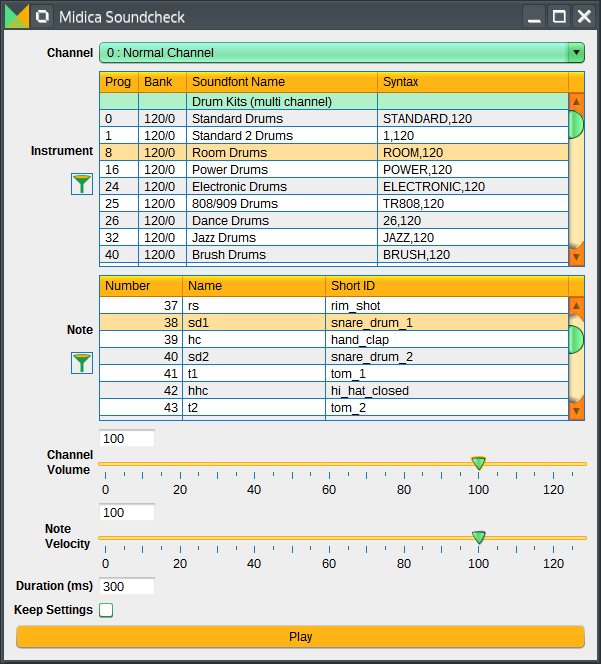 Midica Soundcheck
Channel 0 : Normal Channel
Prog Bank Soundfont Name Syntax
Drum Kits (multi channel)
0 120/0 Standard Drums STANDARD,120
1 120/0 Standard 2 Drums 1,120
Instrument
8 120/0 Room Drums ROOM,120
16 120/0 Power Drums POWER,120
24 120/0 Electronic Drums ELECTRONIC,120
25 120/0 808/909 Drums TR808,120
26 120/0 Dance Drums 26,120
32 120/0 Jazz Drums JAZZ,120
40 120/0 Brush Drums BRUSH,120
Number Name Short ID
37 rs rim_shot
38 sd1 snare_drum_1
Note
39 hc hand_clap
40 sd2 snare_drum_2
41 t1 tom_1
42 hhc hi_hat_closed
43 t2 tom_2
100
Channel
Volume
0 20 40 60 80 100 120
100
Note
Velocity
0 20 40 60 80 100 120
Duration (ms) 300
Keep Settings
Play